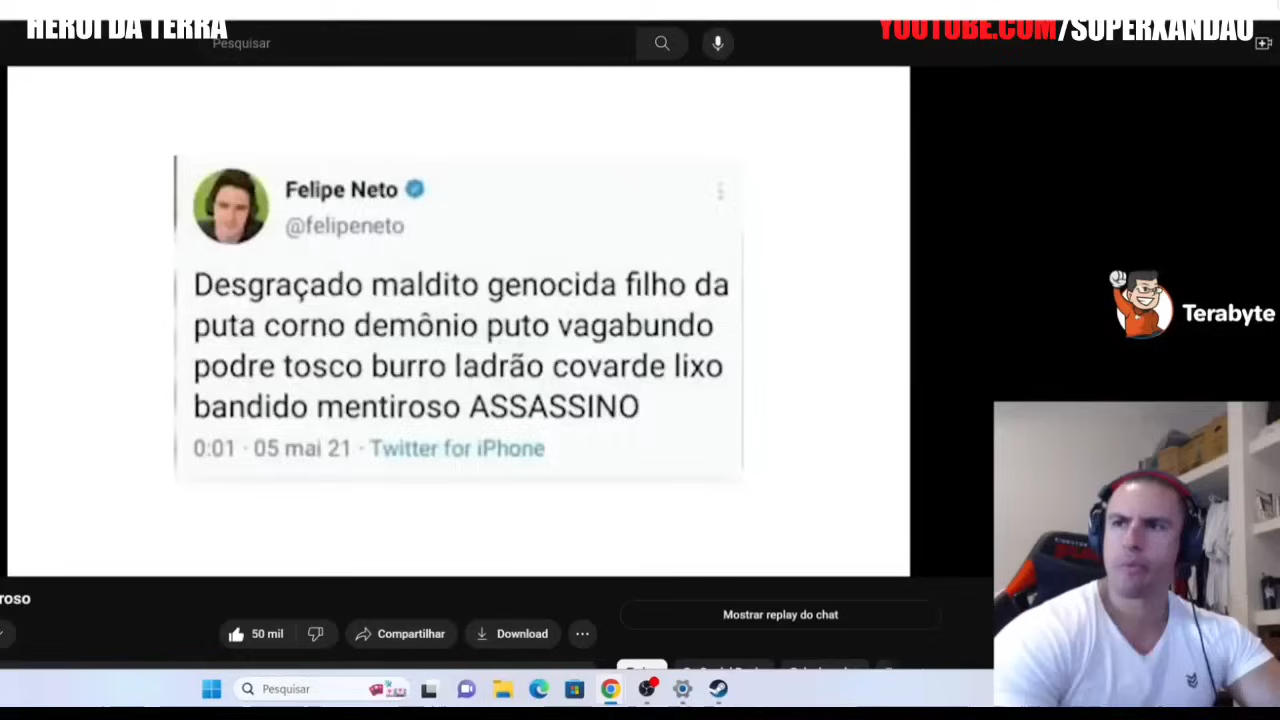 HEROI DA TERRA
YOUTUBE.COM/SUPERXANDAO
Pesquisar
Felipe Neto
@felipeneto
Desgraçado maldito genocida filho da
puta corno demônio puto vagabundo
podre tosco burro ladrão covarde lixo
bandido mentiroso ASSASSINO
0:01 · 05 mai 21 · Twitter for iPhone
Terabyte
roso
Mostrar replay do chat
50 mil
Compartilhar
Download
Pesquisar